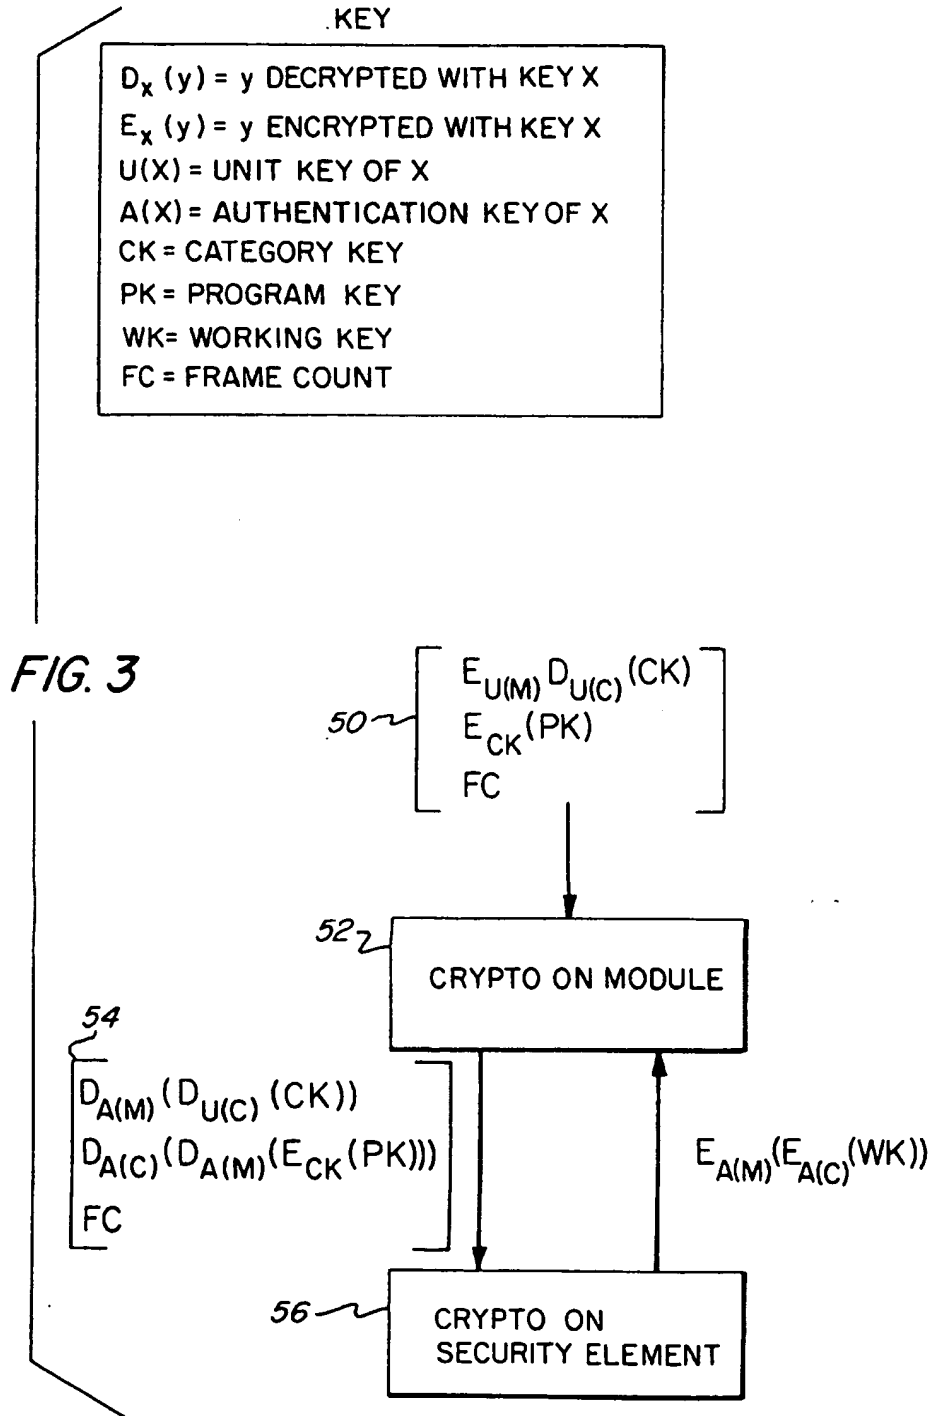 .KEY
Dx (y) = y DECRYPTED WITH KEY X
Ex (y) = y ENCRYPTED WITH KEY X
U(X) = UNIT KEY OF X
A(X) = AUTHENTICATION KEY OF X
CK = CATEGORY KEY
PK = PROGRAM KEY
WK= WORKING KEY
FC = FRAME COUNT
FIG. 3
50
EU(M) DU(C) (CK)
ECK (PK)
FC
52
CRYPTO ON MODULE
54
DA(M) (DU(C) (CK))
DA(C) (DA(M) (ECK (PK)))
FC
EA(M) (EA(C) (WK))
56
CRYPTO ON
SECURITY ELEMENT